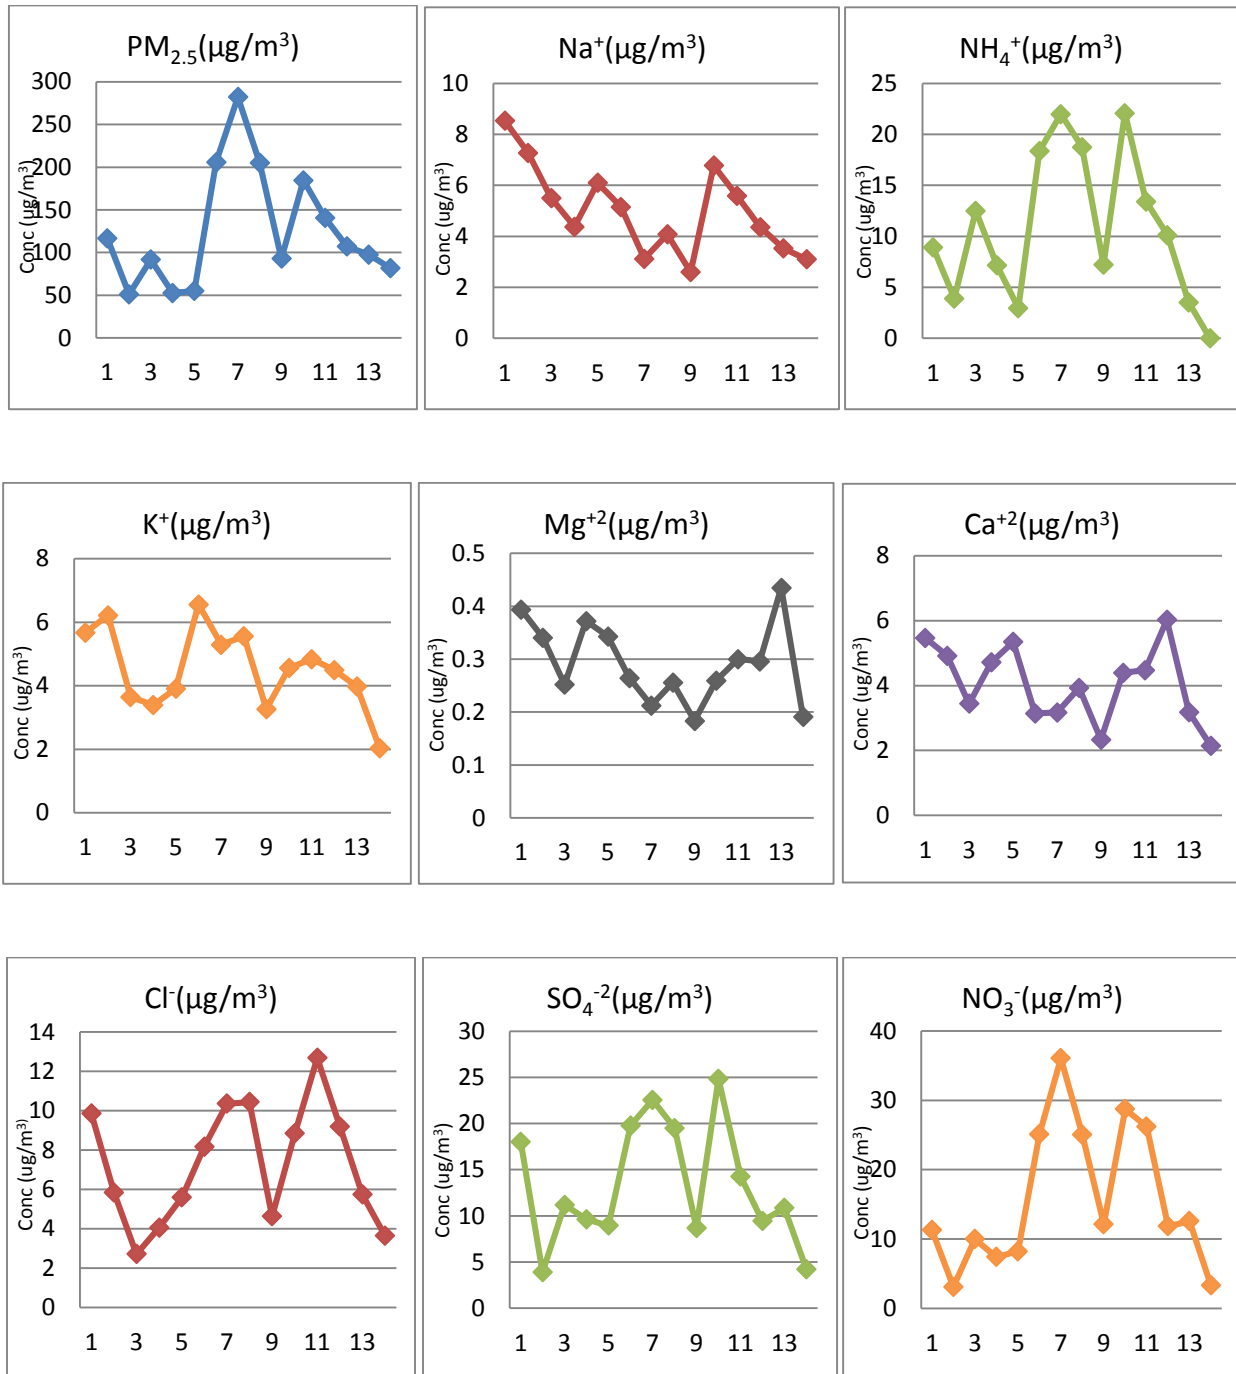 PM2.5(µg/m³)
300
250
200
150
100
50
0
Conc (ug/m³)
1 3 5 7 9 11 13
Na⁺(µg/m³)
10
8
6
4
2
0
Conc (ug/m³)
1 3 5 7 9 11 13
NH₄⁺(µg/m³)
25
20
15
10
5
0
Conc (ug/m³)
1 3 5 7 9 11 13
K⁺(µg/m³)
8
6
4
2
0
Conc (ug/m³)
1 3 5 7 9 11 13
Mg⁺²(µg/m³)
0.5
0.4
0.3
0.2
0.1
0
Conc (ug/m³)
1 3 5 7 9 11 13
Ca⁺²(µg/m³)
8
6
4
2
0
Conc (ug/m³)
1 3 5 7 9 11 13
Cl⁻(µg/m³)
14
12
10
8
6
4
2
0
Conc (ug/m³)
1 3 5 7 9 11 13
SO₄⁻²(µg/m³)
30
25
20
15
10
5
0
Conc (ug/m³)
1 3 5 7 9 11 13
NO₃⁻(µg/m³)
40
30
20
10
0
Conc (ug/m³)
1 3 5 7 9 11 13